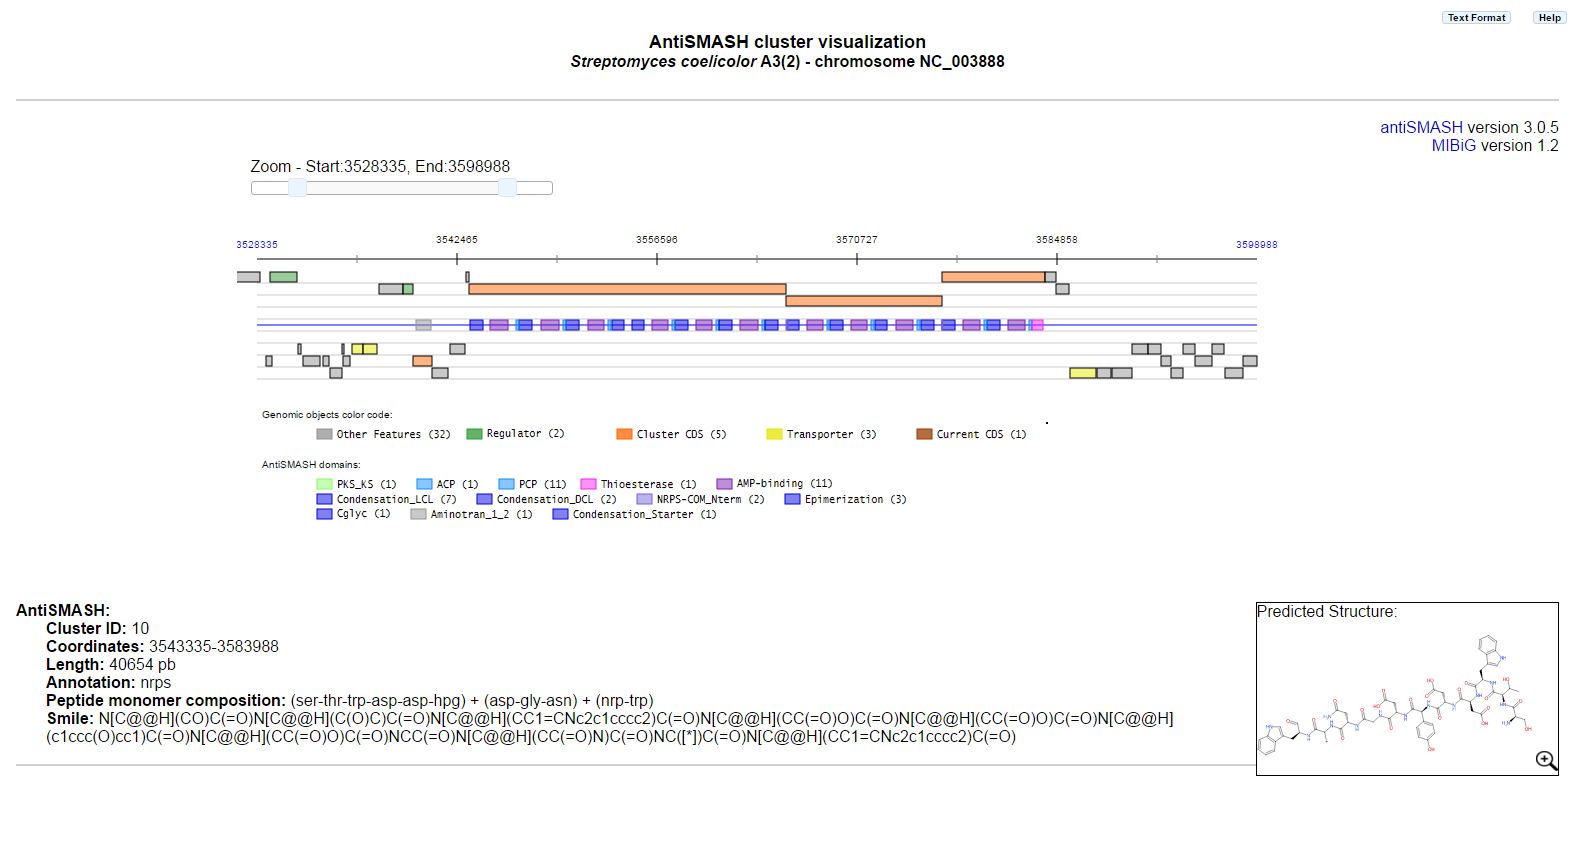 Text Format Help
AntiSMASH cluster visualization
Streptomyces coelicolor A3(2) - chromosome NC_003888
antiSMASH version 3.0.5
MIBiG version 1.2
Zoom - Start:3528335, End:3598988
3528335 3542465 3556596 3570727 3584858 3598988
Genomic objects color code:
Other Features (32) Regulator (2) Cluster CDS (5) Transporter (3) Current CDS (1)
AntiSMASH domains:
PKS_KS (1) ACP (1) PCP (11) Thioesterase (1) AMP-binding (11)
Condensation_LCL (7) Condensation_DCL (2) NRPS-COM_Nterm (2) Epimerization (3)
Cglyc (1) Aminotran_1_2 (1) Condensation_Starter (1)
AntiSMASH:
Cluster ID: 10
Coordinates: 3543335-3583988
Length: 40654 pb
Annotation: nrps
Peptide monomer composition: (ser-thr-trp-asp-asp-hpg) + (asp-gly-asn) + (nrp-trp)
Smile: N[C@@H](CO)C(=O)N[C@@H](C(O)C)C(=O)N[C@@H](CC1=CNc2c1cccc2)C(=O)N[C@@H](CC(=O)O)C(=O)N[C@@H](CC(=O)O)C(=O)N[C@@H]
(c1ccc(O)cc1)C(=O)N[C@@H](CC(=O)O)C(=O)NCC(=O)N[C@@H](CC(=O)N)C(=O)NC([*])C(=O)N[C@@H](CC1=CNc2c1cccc2)C(=O)
Predicted Structure: